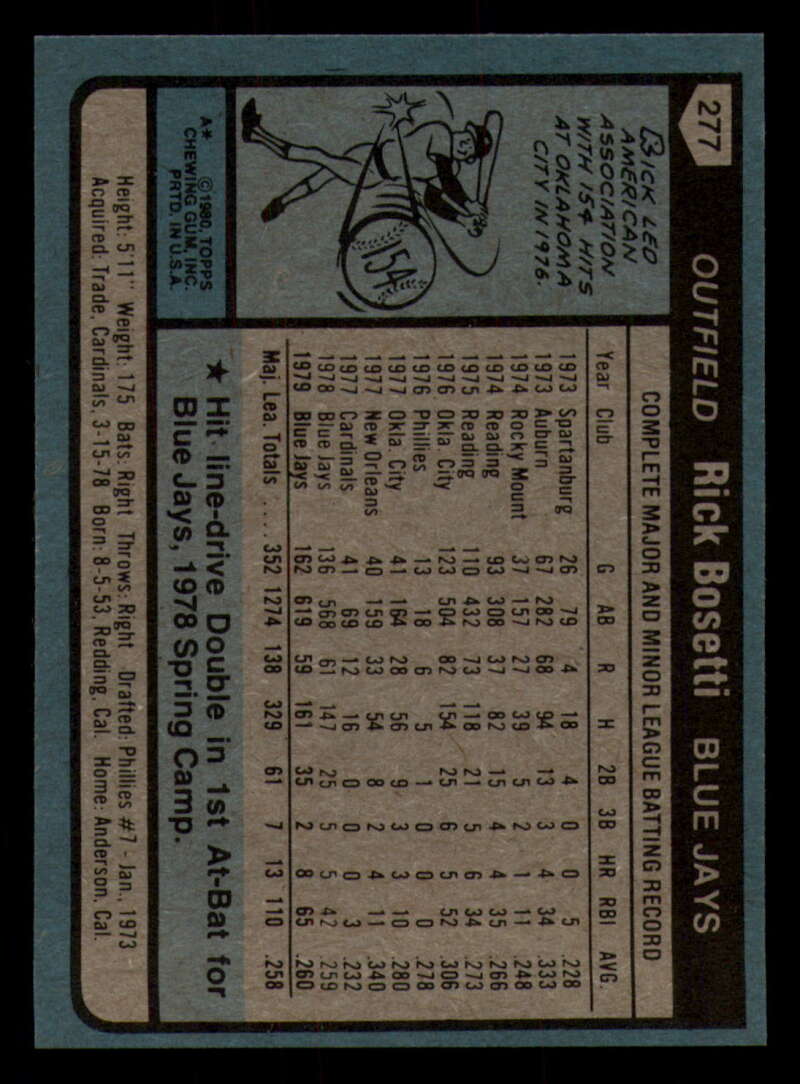 277
OUTFIELD Rick Bosetti BLUE JAYS
RICK LEO
AMERICAN
ASSOCIATION
WITH 154 HITS
AT OKLAHOMA
CITY IN 1976.
154
A* © 1980, TOPPS
CHEWING GUM, INC.
PRTD. IN U.S.A.
COMPLETE MAJOR AND MINOR LEAGUE BATTING RECORD
Year Club G AB R H 2B 3B HR RBI AVG.
1973 Spartanburg 26 79 4 18 4 0 0 5 .228
1973 Auburn 67 282 68 94 13 3 4 34 .333
1974 Rocky Mount 37 157 27 39 5 2 1 11 .248
1974 Reading 93 308 37 82 15 4 4 35 .266
1975 Reading 110 432 73 118 21 5 6 34 .273
1976 Okla. City 123 504 82 154 25 6 5 52 .306
1976 Phillies 13 18 6 5 1 0 0 0 .278
1977 Okla. City 41 164 28 56 9 3 3 10 .280
1977 New Orleans 40 159 33 54 8 2 4 11 .340
1977 Cardinals 41 69 12 16 0 0 0 3 .232
1978 Blue Jays 136 568 61 147 25 5 5 42 .259
1979 Blue Jays 162 619 59 161 35 2 8 65 .260
Maj. Lea. Totals .... 352 1274 138 329 61 7 13 110 .258
★ Hit line-drive Double in 1st At-Bat for
Blue Jays, 1978 Spring Camp.
Height: 5'11" Weight: 175 Bats: Right Throws: Right Drafted: Phillies #7 - Jan., 1973
Acquired: Trade, Cardinals, 3-15-78 Born: 8-5-53, Redding, Cal. Home: Anderson, Cal.